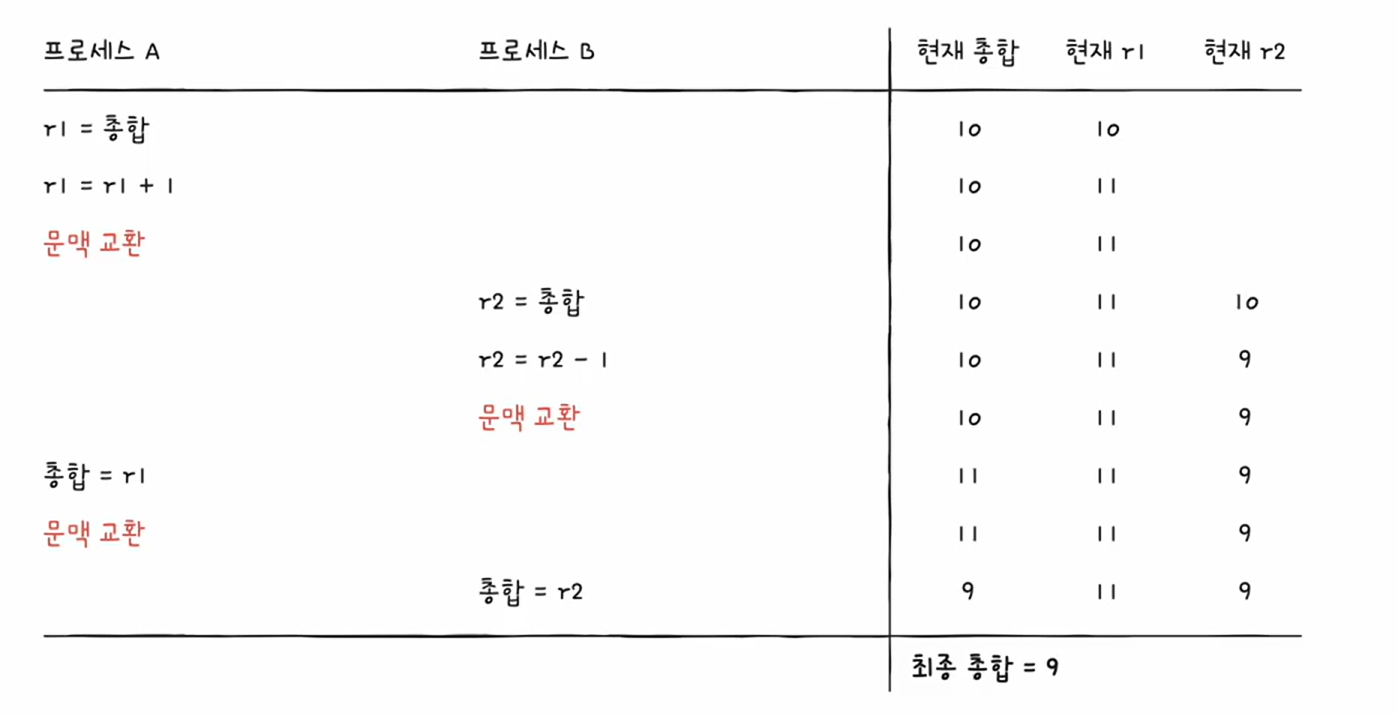 프로세스 A 프로세스 B 현재 총합 현재 r1 현재 r2
r1 = 총합 10 10
r1 = r1 + 1 10 11
문맥 교환 10 11
r2 = 총합 10 11 10
r2 = r2 - 1 10 11 9
문맥 교환 10 11 9
총합 = r1 11 11 9
문맥 교환 11 11 9
총합 = r2 9 11 9
최종 총합 = 9